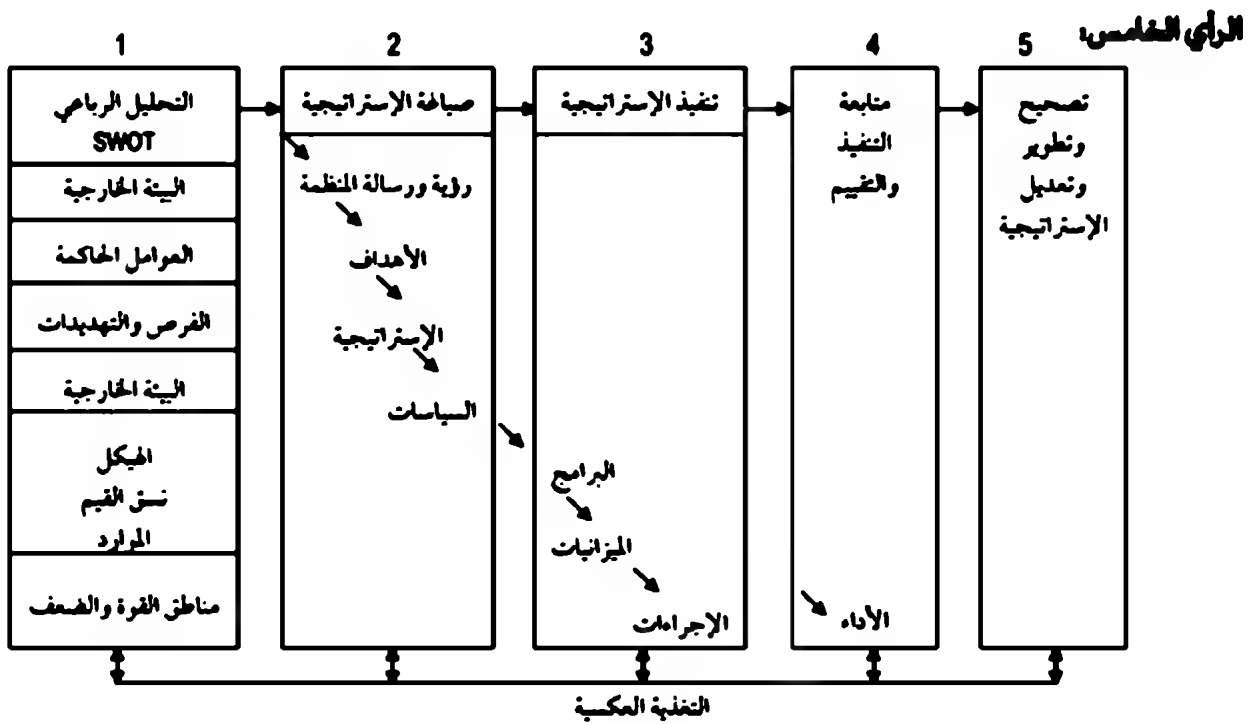 الرأي الخامس:
1
2
3
4
5
التحليل الرباعي
SWOT
البيئة الخارجية
العوامل الحاكمة
الفرص والتهديدات
البيئة الخارجية
الهيكل
نسق القيم
الموارد
مناطق القوة والضعف
صياغة الإستراتيجية
رؤية ورسالة المنظمة
الأهداف
الإستراتيجية
السياسات
تنفيذ الإستراتيجية
البرامج
الميزانيات
الإجراءات
متابعة
التنفيذ
والتقييم
الأداء
تصحيح
وتطوير
وتعديل
الإستراتيجية
التغذية العكسية